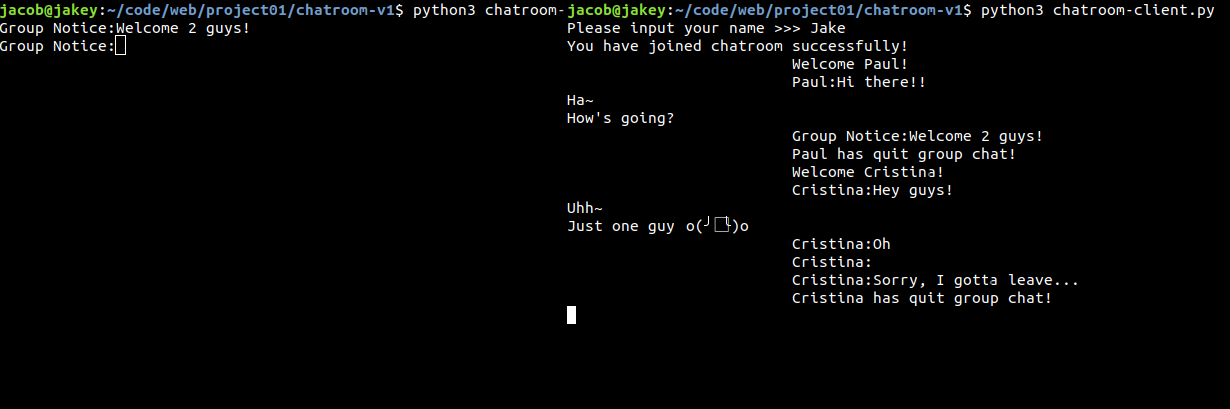 jacob@jakey:~/code/web/project01/chatroom-v1$ python3 chatroom-
Group Notice:Welcome 2 guys!
Group Notice:
jacob@jakey:~/code/web/project01/chatroom-v1$ python3 chatroom-client.py
Please input your name >>> Jake
You have joined chatroom successfully!
Welcome Paul!
Paul:Hi there!!
Ha~
How's going?
Group Notice:Welcome 2 guys!
Paul has quit group chat!
Welcome Cristina!
Cristina:Hey guys!
Uhh~
Just one guy o(╯□╰)o
Cristina:Oh
Cristina:
Cristina:Sorry, I gotta leave...
Cristina has quit group chat!